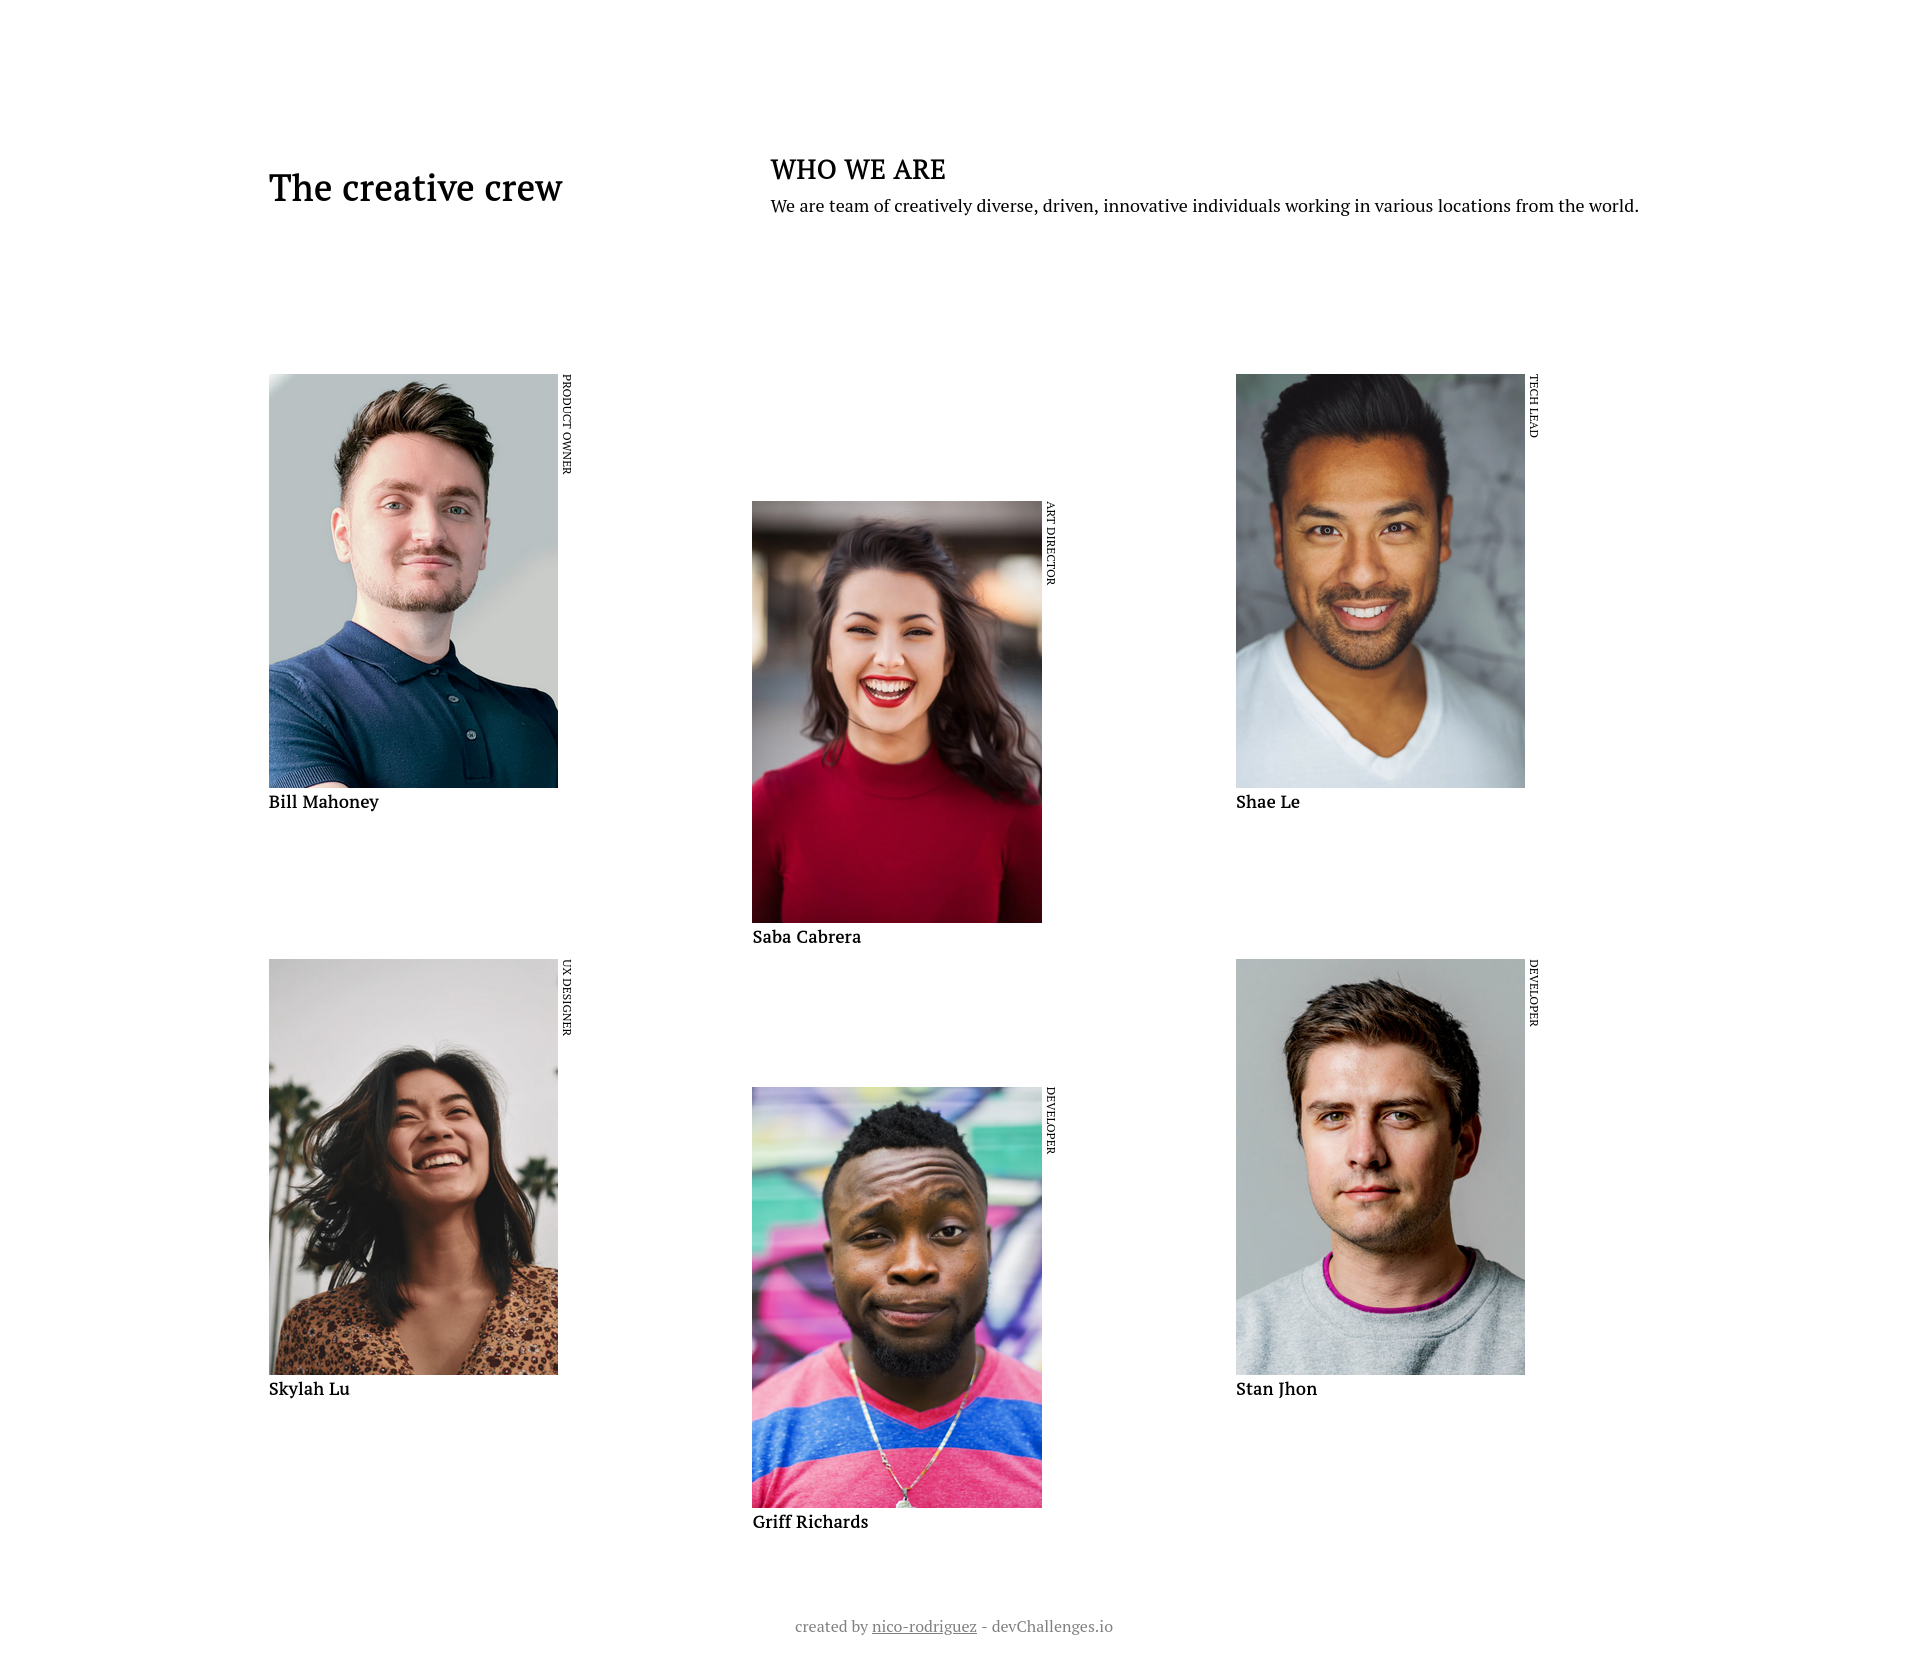 The creative crew
WHO WE ARE
We are team of creatively diverse, driven, innovative individuals working in various locations from the world.
PRODUCT OWNER
Bill Mahoney
ART DIRECTOR
Saba Cabrera
TECH LEAD
Shae Le
UX DESIGNER
Skylah Lu
DEVELOPER
Griff Richards
DEVELOPER
Stan Jhon
created by nico-rodriguez - devChallenges.io